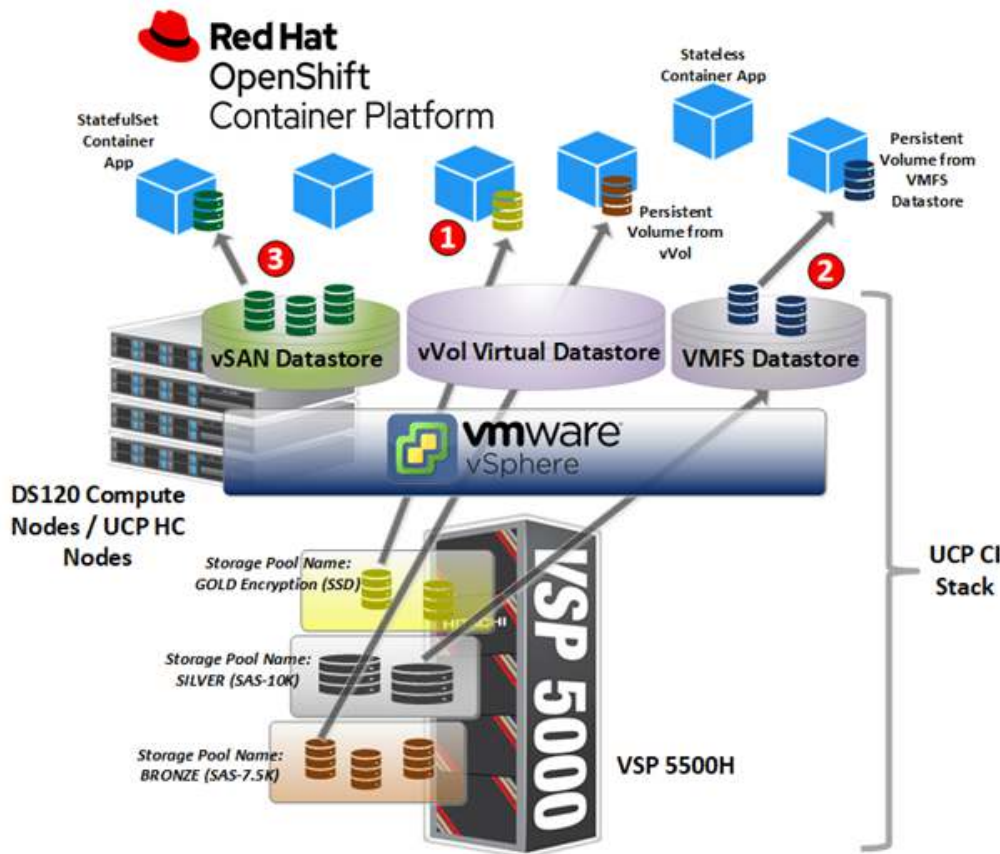 Red Hat
OpenShift
Container Platform
StatefulSet
Container
App
Stateless
Container App
Persistent
Volume from
VMFS
Datastore
Persistent
Volume from
vVol
1
2
3
vSAN Datastore
vVol Virtual Datastore
VMFS Datastore
vmware
vSphere
DS120 Compute
Nodes / UCP HC
Nodes
Storage Pool Name:
GOLD Encryption (SSD)
Storage Pool Name:
SILVER (SAS-10K)
Storage Pool Name:
BRONZE (SAS-7.5K)
HITACHI
VSP 5000
VSP 5500H
UCP CI
Stack